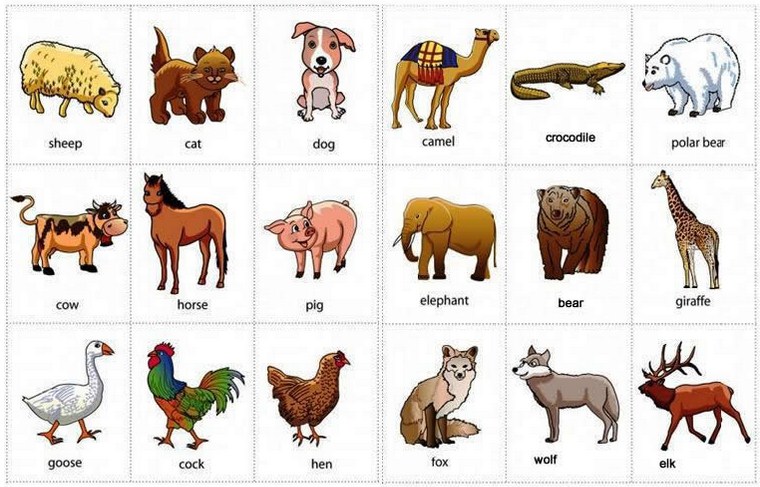 sheep
cat
dog
camel
crocodile
polar bear
cow
horse
pig
elephant
bear
giraffe
goose
cock
hen
fox
wolf
elk